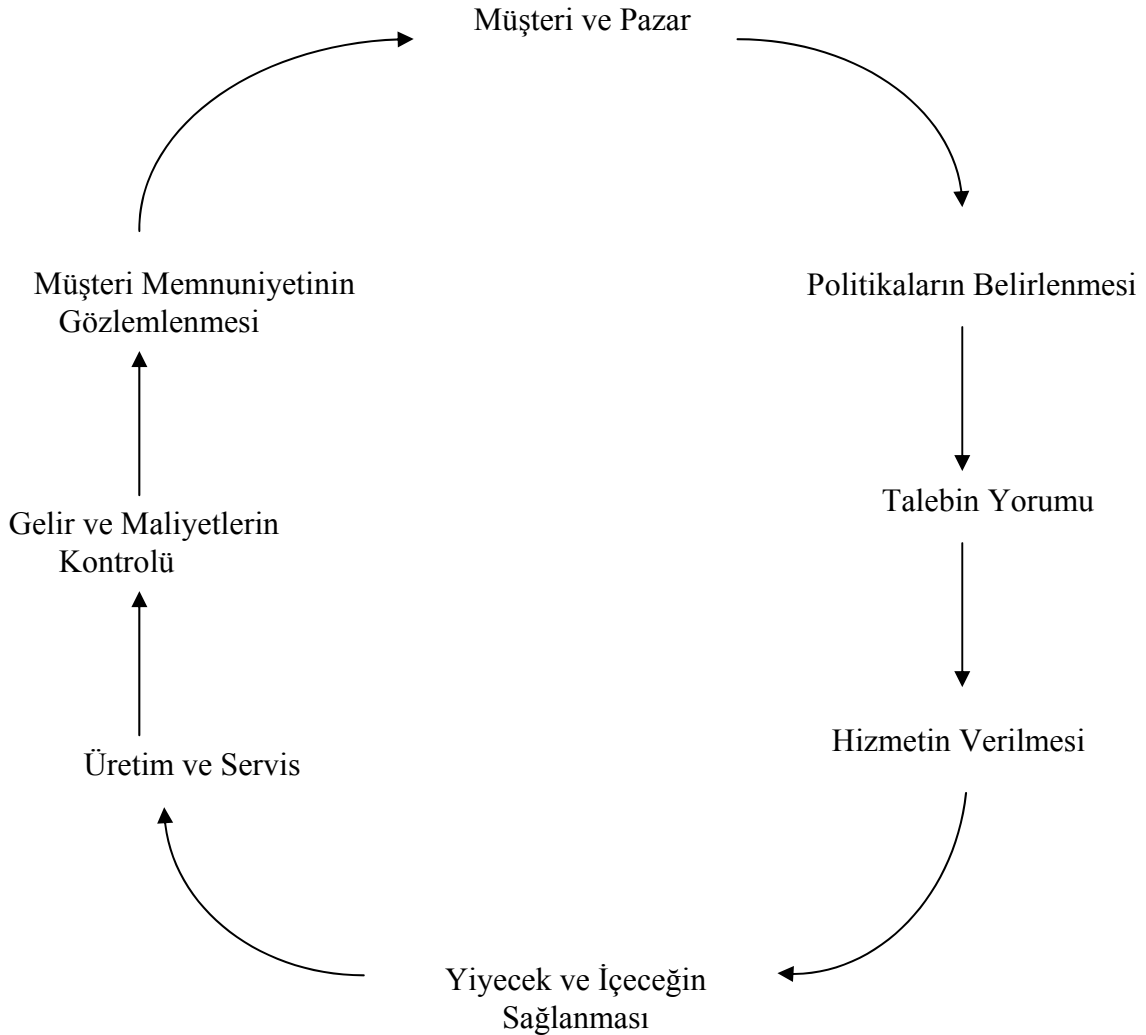 Müşteri ve Pazar
Politikaların Belirlenmesi
Talebin Yorumu
Hizmetin Verilmesi
Yiyecek ve İçeceğin
Sağlanması
Üretim ve Servis
Gelir ve Maliyetlerin
Kontrolü
Müşteri Memnuniyetinin
Gözlemlenmesi